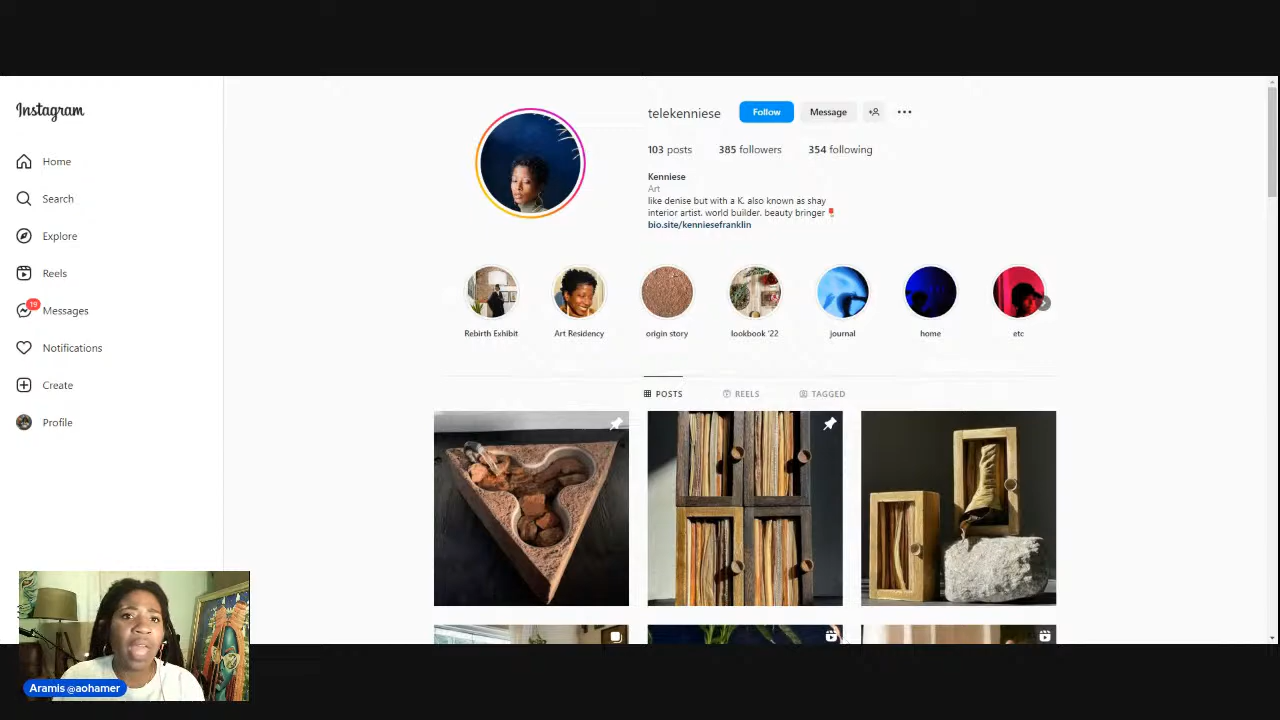 Instagram
Home
Search
Explore
Reels
19
Messages
Notifications
Create
Profile
telekenniese
Follow
Message
103 posts
385 followers
354 following
Kenniese
Art
like denise but with a K. also known as shay
interior artist. world builder. beauty bringer
bio.site/kenniesefranklin
Rebirth Exhibit
Art Residency
origin story
lookbook '22
journal
home
etc
POSTS
REELS
TAGGED
Aramis @aohamer